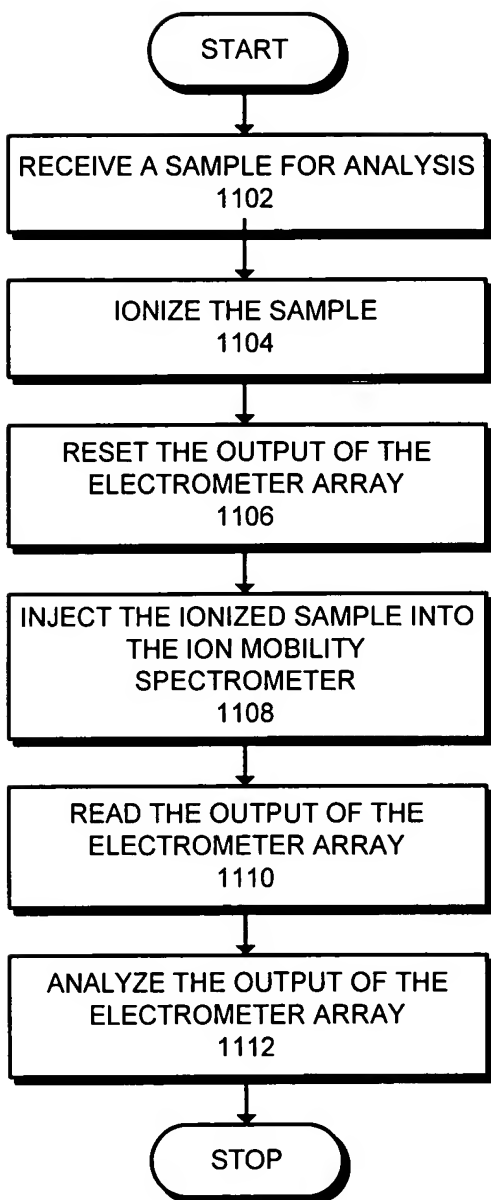 START
RECEIVE A SAMPLE FOR ANALYSIS
1102
IONIZE THE SAMPLE
1104
RESET THE OUTPUT OF THE
ELECTROMETER ARRAY
1106
INJECT THE IONIZED SAMPLE INTO
THE ION MOBILITY
SPECTROMETER
1108
READ THE OUTPUT OF THE
ELECTROMETER ARRAY
1110
ANALYZE THE OUTPUT OF THE
ELECTROMETER ARRAY
1112
STOP